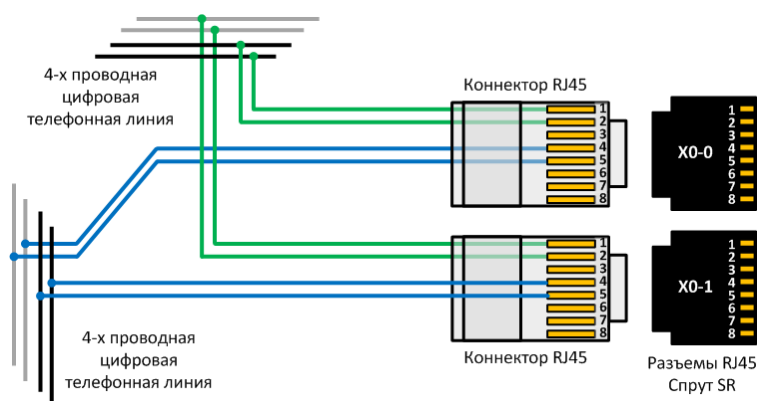 4-х проводная
цифровая
телефонная линия
Коннектор RJ45
1
2
3
4
5
6
7
8
X0-0
1
2
3
4
5
6
7
8
1
2
3
4
5
6
7
8
X0-1
1
2
3
4
5
6
7
8
4-х проводная
цифровая
телефонная линия
Коннектор RJ45
Разъемы RJ45
Спрут SR